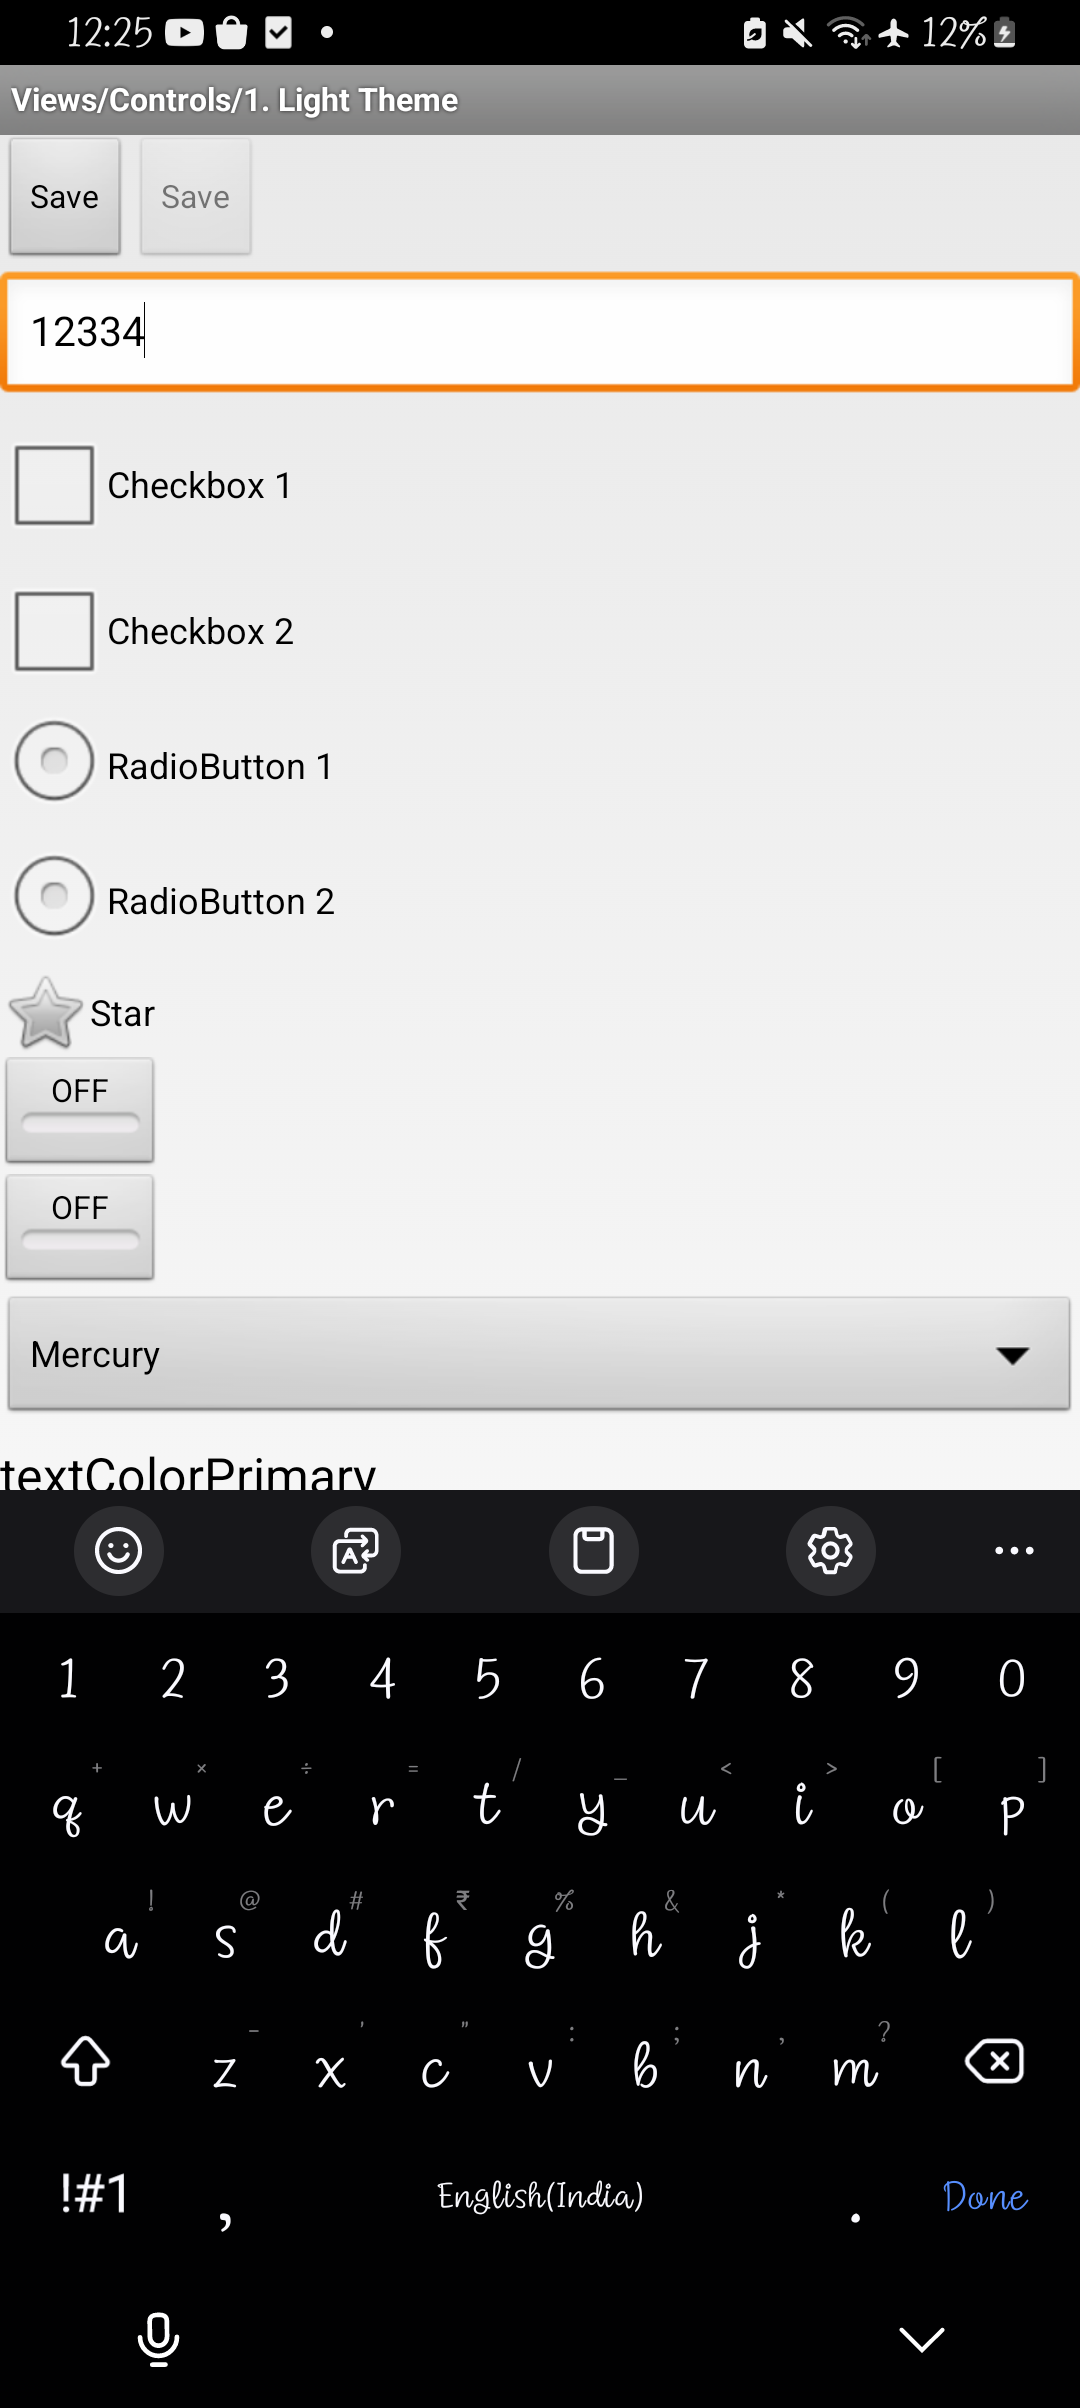 12:25 12%
Views/Controls/1. Light Theme
Save Save
12334
Checkbox 1
Checkbox 2
RadioButton 1
RadioButton 2
Star
OFF
OFF
Mercury
textColorPrimary
1 2 3 4 5 6 7 8 9 0
+ × ÷ = / _ < > [ ]
q w e r t y u i o p
! @ # ₹ % & * ( )
a s d f g h j k l
- ' " : ; , ?
z x c v b n m
!#1 , English(India) . Done